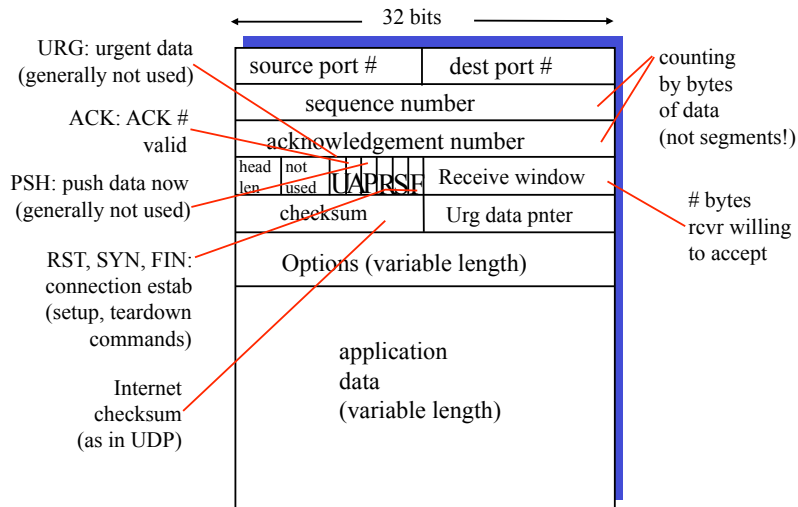 32 bits
URG: urgent data
(generally not used)
ACK: ACK #
valid
PSH: push data now
(generally not used)
RST, SYN, FIN:
connection estab
(setup, teardown
commands)
Internet
checksum
(as in UDP)
source port #
dest port #
sequence number
acknowledgement number
head
len
not
used
U
A
P
R
S
F
Receive window
checksum
Urg data pnter
Options (variable length)
application
data
(variable length)
counting
by bytes
of data
(not segments!)
# bytes
rcvr willing
to accept